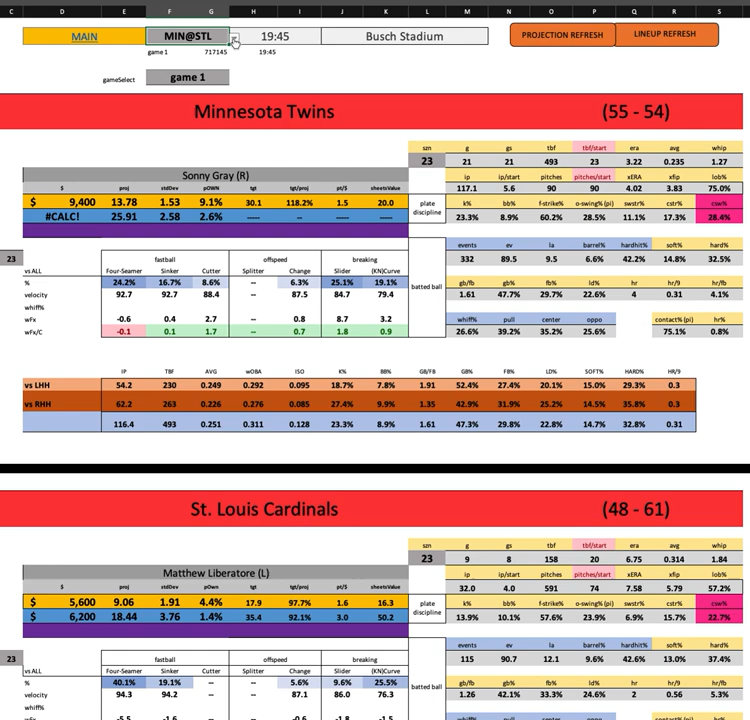 C D E F G H I J K L M N O P Q R S
MAIN MIN@STL 19:45 Busch Stadium PROJECTION REFRESH LINEUP REFRESH
game 1 717145 19:45
gameSelect game 1
Minnesota Twins (55 - 54)
szn g gs tbf tbf/start era avg whip
23 21 21 493 23 3.22 0.235 1.27
Sonny Gray (R) ip ip/start pitches pitches/start xERA xfip lob%
$ proj stdDev pOWN tgt tgt/proj pt/$ sheetsValue 117.1 5.6 90 90 4.02 3.83 75.0%
$ 9,400 13.78 1.53 9.1% 30.1 118.2% 1.5 20.0 plate discipline k% bb% f-strike% o-swing% (pi) swstr% cstr% csw%
#CALC! 25.91 2.58 2.6% ---- -- ---- ---- 23.3% 8.9% 60.2% 28.5% 11.1% 17.3% 28.4%
events ev la barrel% hardhit% soft% hard%
23 fastball offspeed breaking 332 89.5 9.5 6.6% 42.2% 14.8% 32.5%
vs ALL Four-Seamer Sinker Cutter Splitter Change Slider (KN)Curve
% 24.2% 16.7% 8.6% -- 6.3% 25.1% 19.1% batted ball gb/fb gb% fb% ld% hr hr/9 hr/fb
velocity 92.7 92.7 88.4 -- 87.5 84.7 79.4 1.61 47.7% 29.7% 22.6% 4 0.31 4.1%
whiff%
wFx -0.6 0.4 2.7 -- 0.8 8.7 3.2 whiff% pull center oppo contact% (pi) hr%
wFx/C -0.1 0.1 1.7 -- 0.7 1.8 0.9 26.6% 39.2% 35.2% 25.6% 75.1% 0.8%
IP TBF AVG wOBA ISO K% BB% GB/FB GB% FB% LD% SOFT% HARD% HR/9
vs LHH 54.2 230 0.249 0.292 0.095 18.7% 7.8% 1.91 52.4% 27.4% 20.1% 15.0% 29.3% 0.3
vs RHH 62.2 263 0.226 0.276 0.085 27.4% 9.9% 1.35 42.9% 31.9% 25.2% 14.5% 35.8% 0.3
116.4 493 0.251 0.311 0.128 23.3% 8.9% 1.61 47.3% 29.8% 22.8% 14.7% 32.8% 0.31
St. Louis Cardinals (48 - 61)
szn g gs tbf tbf/start era avg whip
23 9 8 158 20 6.75 0.314 1.84
Matthew Liberatore (L) ip ip/start pitches pitches/start xERA xfip lob%
$ proj stdDev pOwn tgt tgt/proj pt/$ sheetsValue 32.0 4.0 591 74 7.58 5.79 57.2%
$ 5,600 9.06 1.91 4.4% 17.9 97.7% 1.6 16.3 plate discipline k% bb% f-strike% o-swing% (pi) swstr% cstr% csw%
$ 6,200 18.44 3.76 1.4% 35.4 92.1% 3.0 50.2 13.9% 10.1% 57.6% 23.9% 6.9% 15.7% 22.7%
events ev la barrel% hardhit% soft% hard%
23 fastball offspeed breaking 115 90.7 12.1 9.6% 42.6% 13.0% 37.4%
vs ALL Four-Seamer Sinker Cutter Splitter Change Slider (KN)Curve
% 40.1% 19.1% -- -- 5.6% 9.6% 25.5% batted ball gb/fb gb% fb% ld% hr hr/9 hr/fb
velocity 94.3 94.2 -- -- 87.1 86.0 76.3 1.26 42.1% 33.3% 24.6% 2 0.56 5.3%
whiff%
wFx -5.5 -1.6 -- -- -0.6 -1.8 -1.5 whiff% pull center oppo contact% (pi) hr%